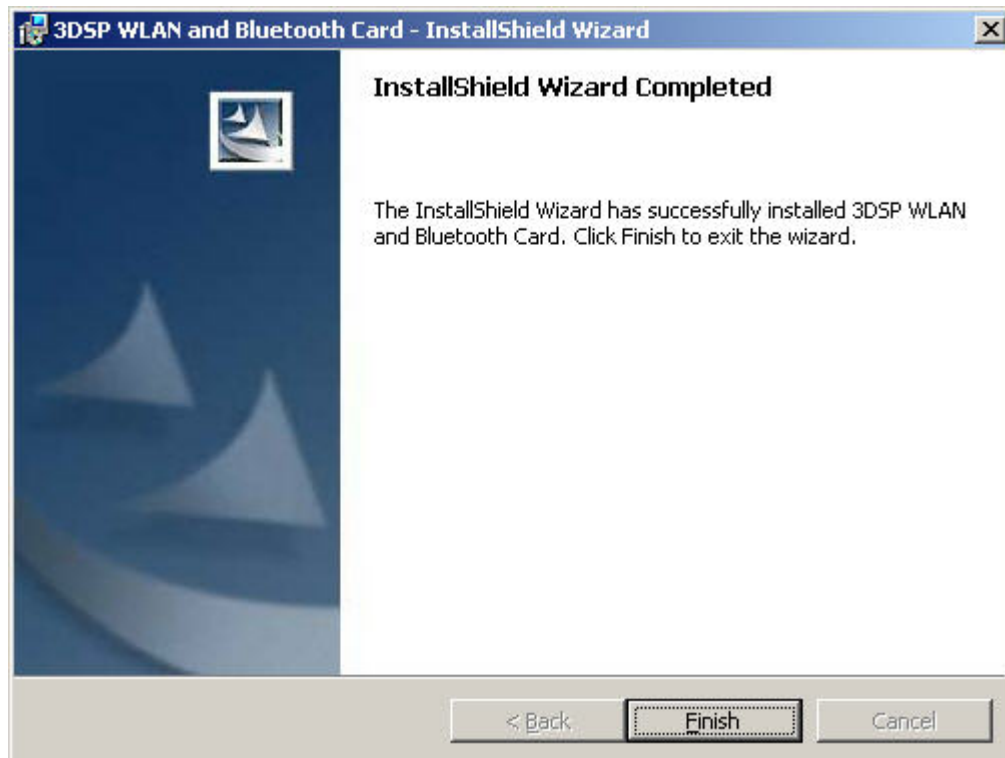 3DSP WLAN and Bluetooth Card - InstallShield Wizard
InstallShield Wizard Completed
The InstallShield Wizard has successfully installed 3DSP WLAN
and Bluetooth Card. Click Finish to exit the wizard.
< Back
Finish
Cancel